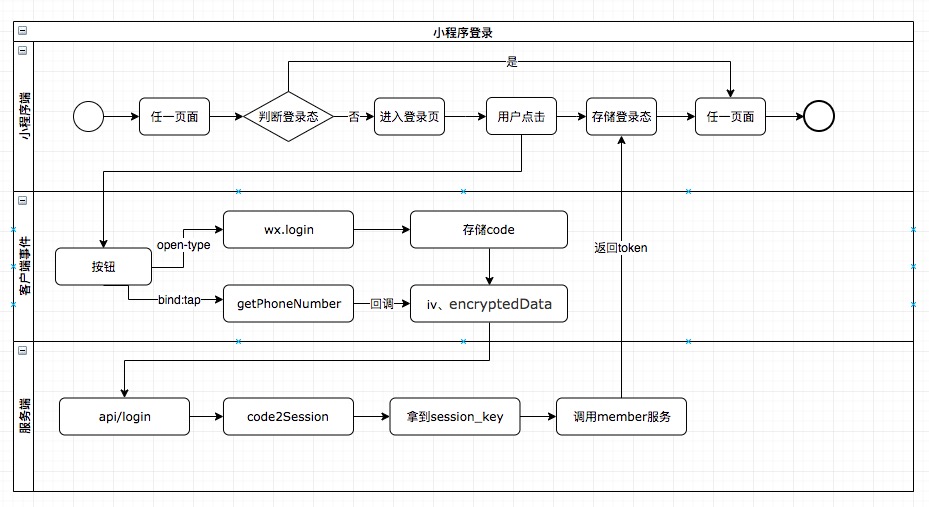 小程序登录
小程序端
是
任一页面
判断登录态
否
进入登录页
用户点击
存储登录态
任一页面
客户端事件
按钮
open-type
wx.login
存储code
返回token
bind:tap
getPhoneNumber
回调
iv、encryptedData
服务端
api/login
code2Session
拿到session_key
调用member服务